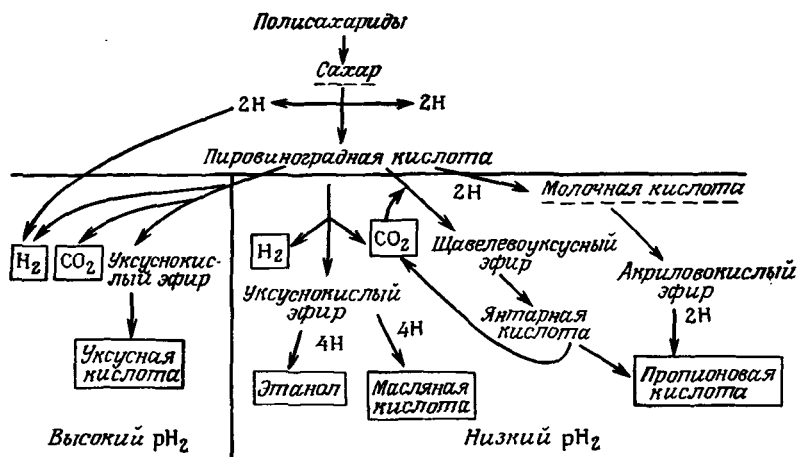 Полисахариды
Сахар
2H 2H
Пировиноградная кислота
2H
Молочная кислота
H₂
CO₂
Уксуснокис-
лый эфир
H₂
CO₂
Щавелевоуксусный
эфир
Акриловокислый
эфир
Уксуснокислый
эфир
Янтарная
кислота
2H
4H
4H
Уксусная
кислота
Этанол
Масляная
кислота
Пропионовая
кислота
Высокий pH₂
Низкий pH₂